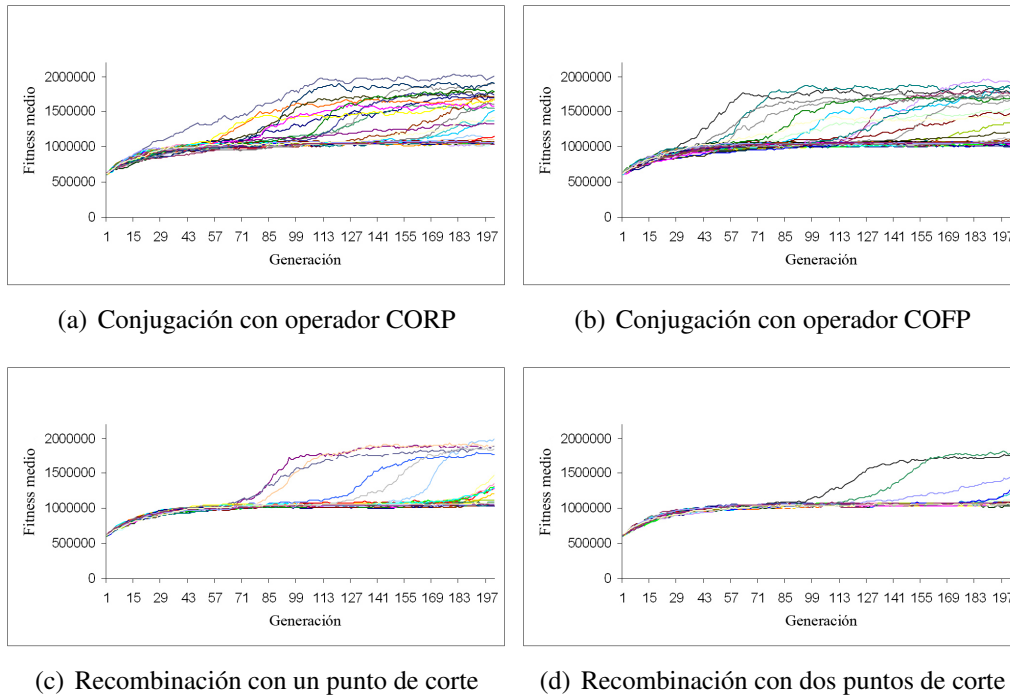 Fitness medio
2000000
1500000
1000000
500000
0
1 15 29 43 57 71 85 99 113 127 141 155 169 183 197
Generación
(a) Conjugación con operador CORP
Fitness medio
2000000
1500000
1000000
500000
0
1 15 29 43 57 71 85 99 113 127 141 155 169 183 197
Generación
(b) Conjugación con operador COFP
Fitness medio
2000000
1500000
1000000
500000
0
1 15 29 43 57 71 85 99 113 127 141 155 169 183 197
Generación
(c) Recombinación con un punto de corte
Fitness medio
2000000
1500000
1000000
500000
0
1 15 29 43 57 71 85 99 113 127 141 155 169 183 197
Generación
(d) Recombinación con dos puntos de corte